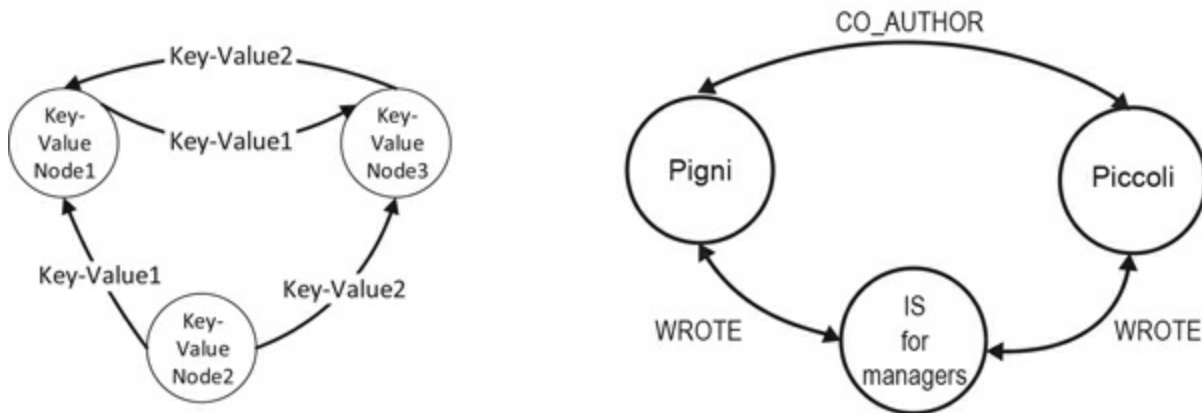 Key-Value2
Key-
Value
Node1
Key-Value1
Key-
Value
Node3
Key-Value1
Key-Value2
Key-
Value
Node2
CO_AUTHOR
Pigni
Piccoli
WROTE
IS
for
managers
WROTE